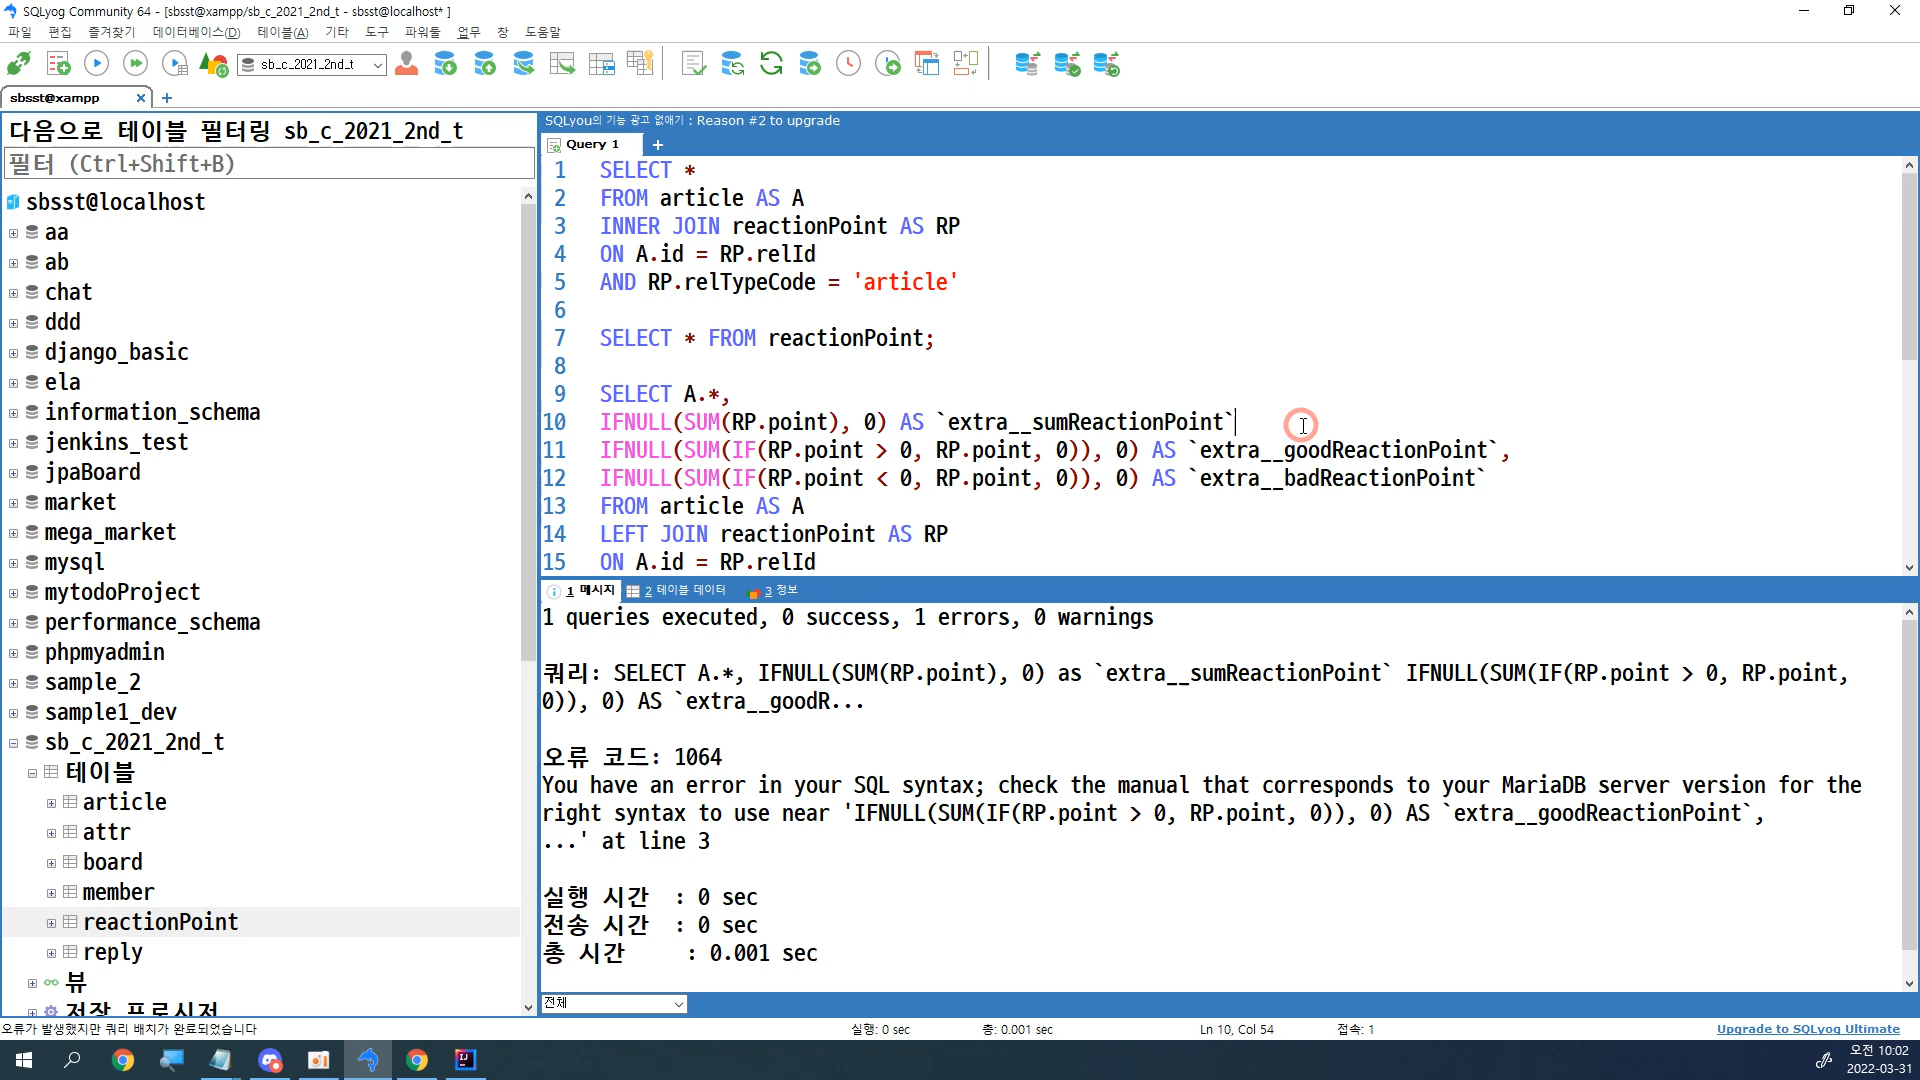 SQLyog Community 64 - [sbsst@xampp/sb_c_2021_2nd_t - sbsst@localhost* ]
파일 편집 즐겨찾기 데이터베이스(D) 테이블(A) 기타 도구 파워툴 업무 창 도움말
sb_c_2021_2nd_t
sbsst@xampp
다음으로 테이블 필터링 sb_c_2021_2nd_t
필터 (Ctrl+Shift+B)
sbsst@localhost
aa
ab
chat
ddd
django_basic
ela
information_schema
jenkins_test
jpaBoard
market
mega_market
mysql
mytodoProject
performance_schema
phpmyadmin
sample_2
sample1_dev
sb_c_2021_2nd_t
테이블
article
attr
board
member
reactionPoint
reply
뷰
저장 프로시저
SQLyou의 기능 광고 없애기 : Reason #2 to upgrade
Query 1
1 SELECT *
2 FROM article AS A
3 INNER JOIN reactionPoint AS RP
4 ON A.id = RP.relId
5 AND RP.relTypeCode = 'article'
6
7 SELECT * FROM reactionPoint;
8
9 SELECT A.*,
10 IFNULL(SUM(RP.point), 0) AS `extra__sumReactionPoint`
11 IFNULL(SUM(IF(RP.point > 0, RP.point, 0)), 0) AS `extra__goodReactionPoint`,
12 IFNULL(SUM(IF(RP.point < 0, RP.point, 0)), 0) AS `extra__badReactionPoint`
13 FROM article AS A
14 LEFT JOIN reactionPoint AS RP
15 ON A.id = RP.relId
1 메시지 2 테이블 데이터 3 정보
1 queries executed, 0 success, 1 errors, 0 warnings
쿼리: SELECT A.*, IFNULL(SUM(RP.point), 0) as `extra__sumReactionPoint` IFNULL(SUM(IF(RP.point > 0, RP.point,
0)), 0) AS `extra__goodR...
오류 코드: 1064
You have an error in your SQL syntax; check the manual that corresponds to your MariaDB server version for the
right syntax to use near 'IFNULL(SUM(IF(RP.point > 0, RP.point, 0)), 0) AS `extra__goodReactionPoint`,
...' at line 3
실행 시간 : 0 sec
전송 시간 : 0 sec
총 시간 : 0.001 sec
전체
오류가 발생했지만 쿼리 배치가 완료되었습니다
실행: 0 sec
총: 0.001 sec
Ln 10, Col 54
접속: 1
Upgrade to SQLyog Ultimate
오전 10:02
2022-03-31